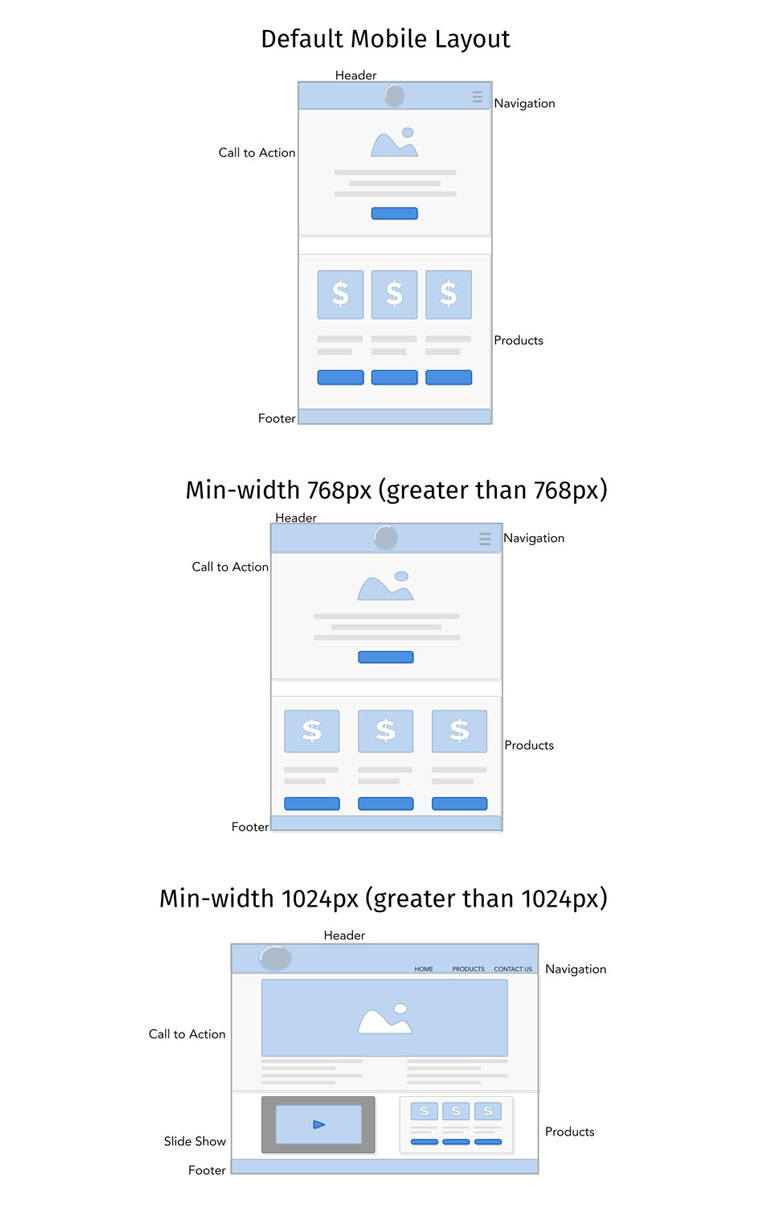 Default Mobile Layout
Header
Navigation
Call to Action
$ $ $
Products
Footer
Min-width 768px (greater than 768px)
Header
Navigation
Call to Action
$ $ $
Products
Footer
Min-width 1024px (greater than 1024px)
Header
HOME PRODUCTS CONTACT US
Navigation
Call to Action
$ $ $
Products
Slide Show
Footer